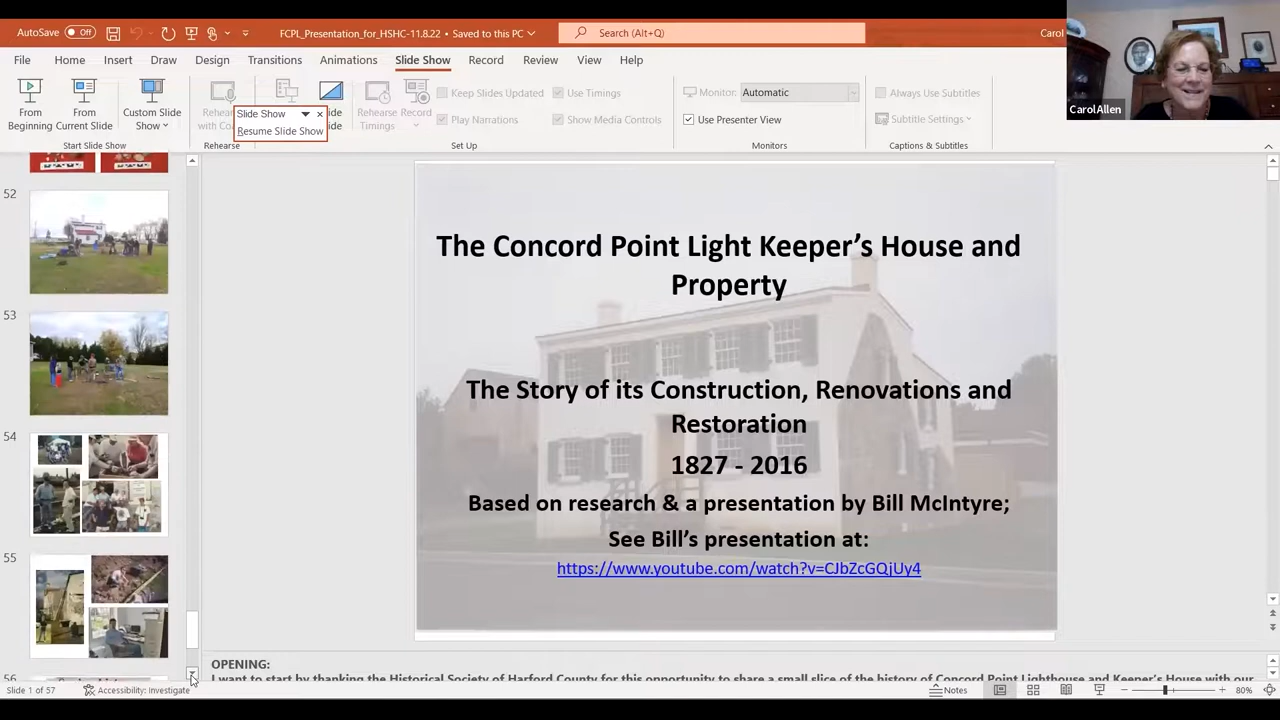 AutoSave Off FCPL_Presentation_for_HSHC-11.8.22 • Saved to this PC Search (Alt+Q) Carol
File Home Insert Draw Design Transitions Animations Slide Show Record Review View Help
From Beginning
From Current Slide
Custom Slide Show
Start Slide Show
Rehearse
Slide Show
Resume Slide Show
Rehearse Timings
Record
Keep Slides Updated
Play Narrations
Use Timings
Show Media Controls
Set Up
Monitor: Automatic
Use Presenter View
Monitors
Always Use Subtitles
Subtitle Settings
Captions & Subtitles
Carol Allen
52
53
54
55
The Concord Point Light Keeper's House and
Property
The Story of its Construction, Renovations and
Restoration
1827 - 2016
Based on research & a presentation by Bill McIntyre;
See Bill's presentation at:
https://www.youtube.com/watch?v=CJbZcGQjUy4
OPENING:
I want to start by thanking the Historical Society of Harford County for this opportunity to share a small slice of the history of Concord Point Lighthouse and Keeper's House with our
Slide 1 of 57 Accessibility: Investigate Notes 80%